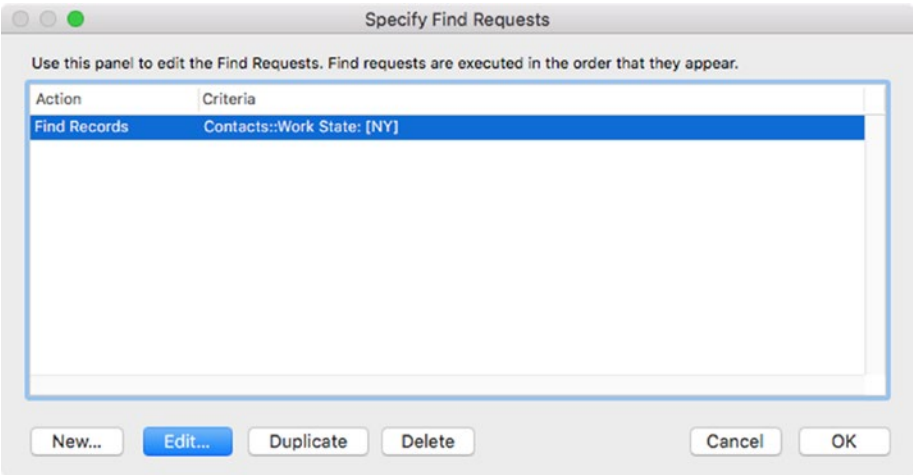 Specify Find Requests
Use this panel to edit the Find Requests. Find requests are executed in the order that they appear.
Action Criteria
Find Records Contacts::Work State: [NY]
New... Edit... Duplicate Delete Cancel OK